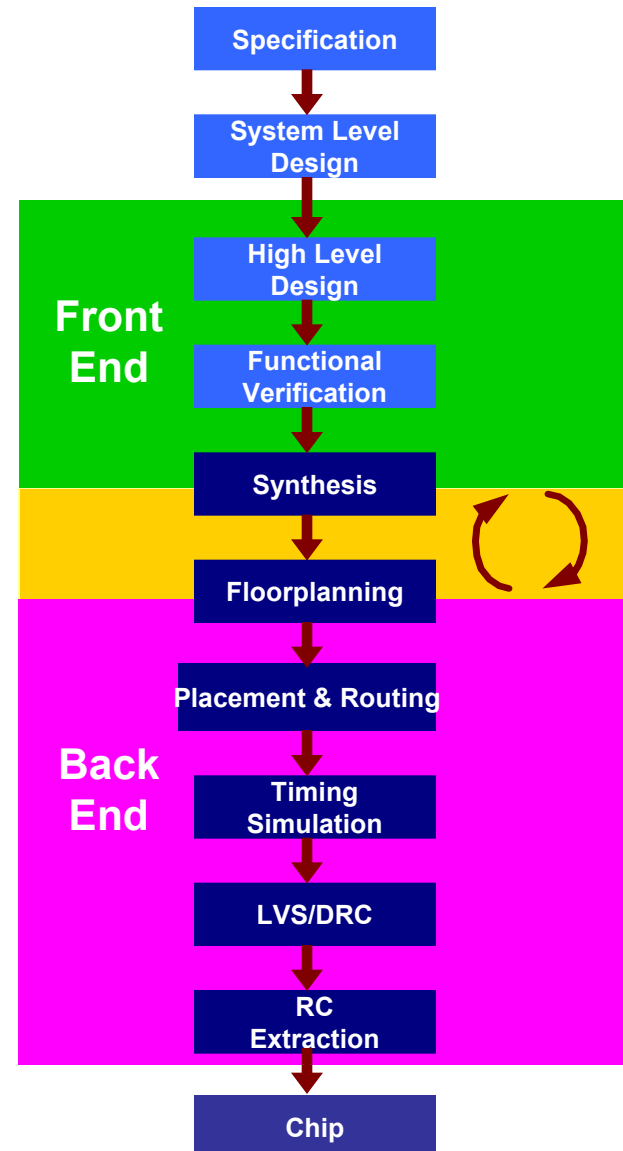 Specification
System Level
Design
High Level
Design
Front
End
Functional
Verification
Synthesis
Floorplanning
Placement & Routing
Back
End
Timing
Simulation
LVS/DRC
RC
Extraction
Chip